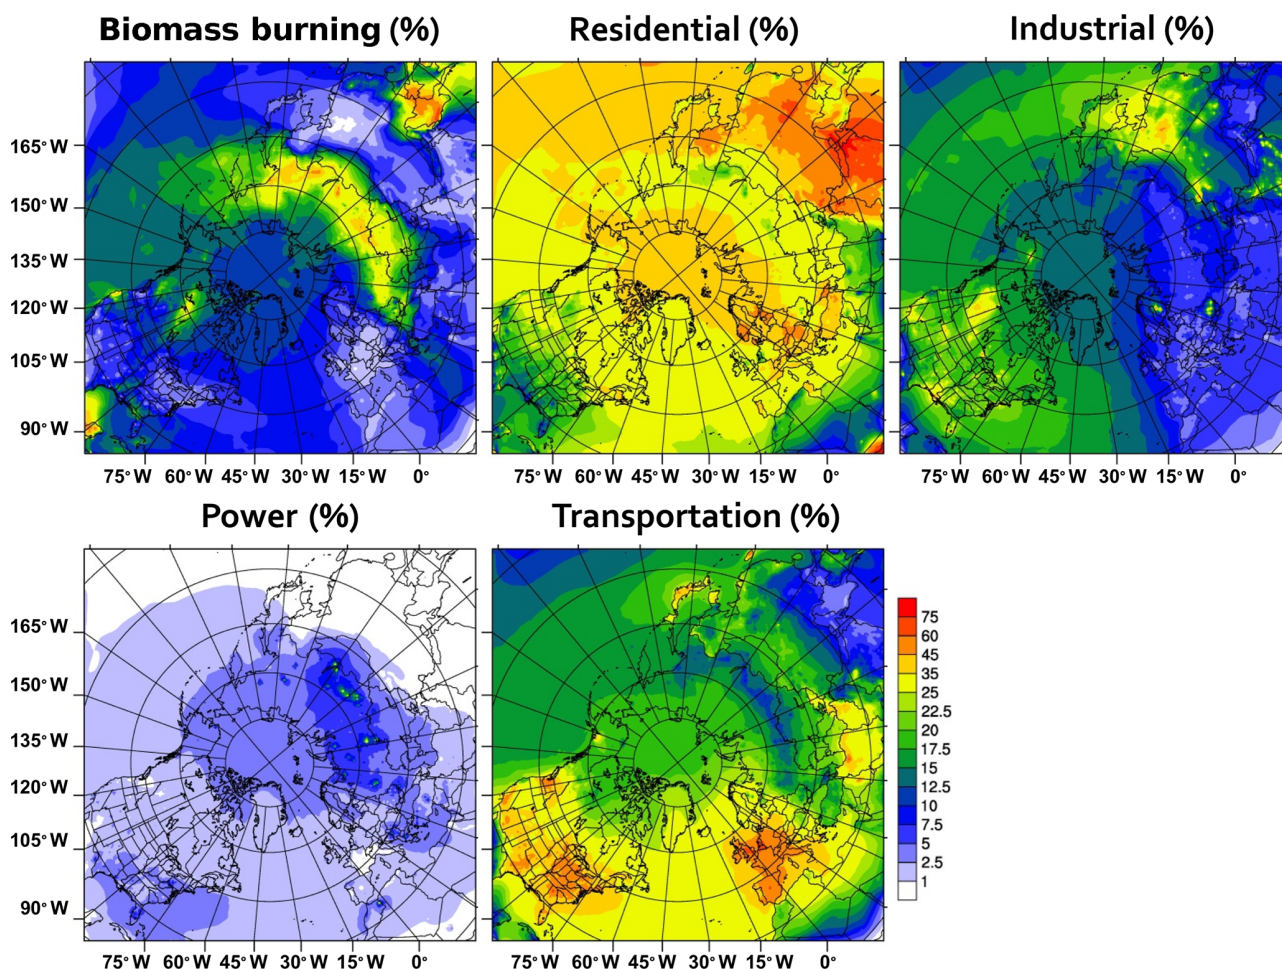 Biomass burning (%)
Residential (%)
Industrial (%)
165° W
150° W
135° W
120° W
105° W
90° W
75° W 60° W 45° W 30° W 15° W 0°
75° W 60° W 45° W 30° W 15° W 0°
75° W 60° W 45° W 30° W 15° W 0°
Power (%)
Transportation (%)
165° W
150° W
135° W
120° W
105° W
90° W
75° W 60° W 45° W 30° W 15° W 0°
75° W 60° W 45° W 30° W 15° W 0°
75
60
45
35
25
22.5
20
17.5
15
12.5
10
7.5
5
2.5
1